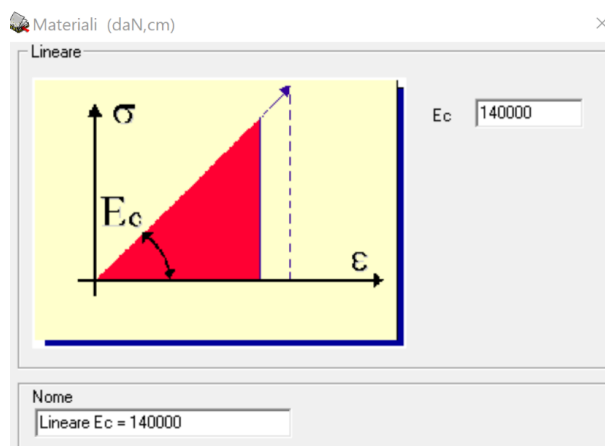 Materiali (daN,cm)
Lineare
σ
Ec
ε
Ec 140000
Nome
Lineare Ec = 140000